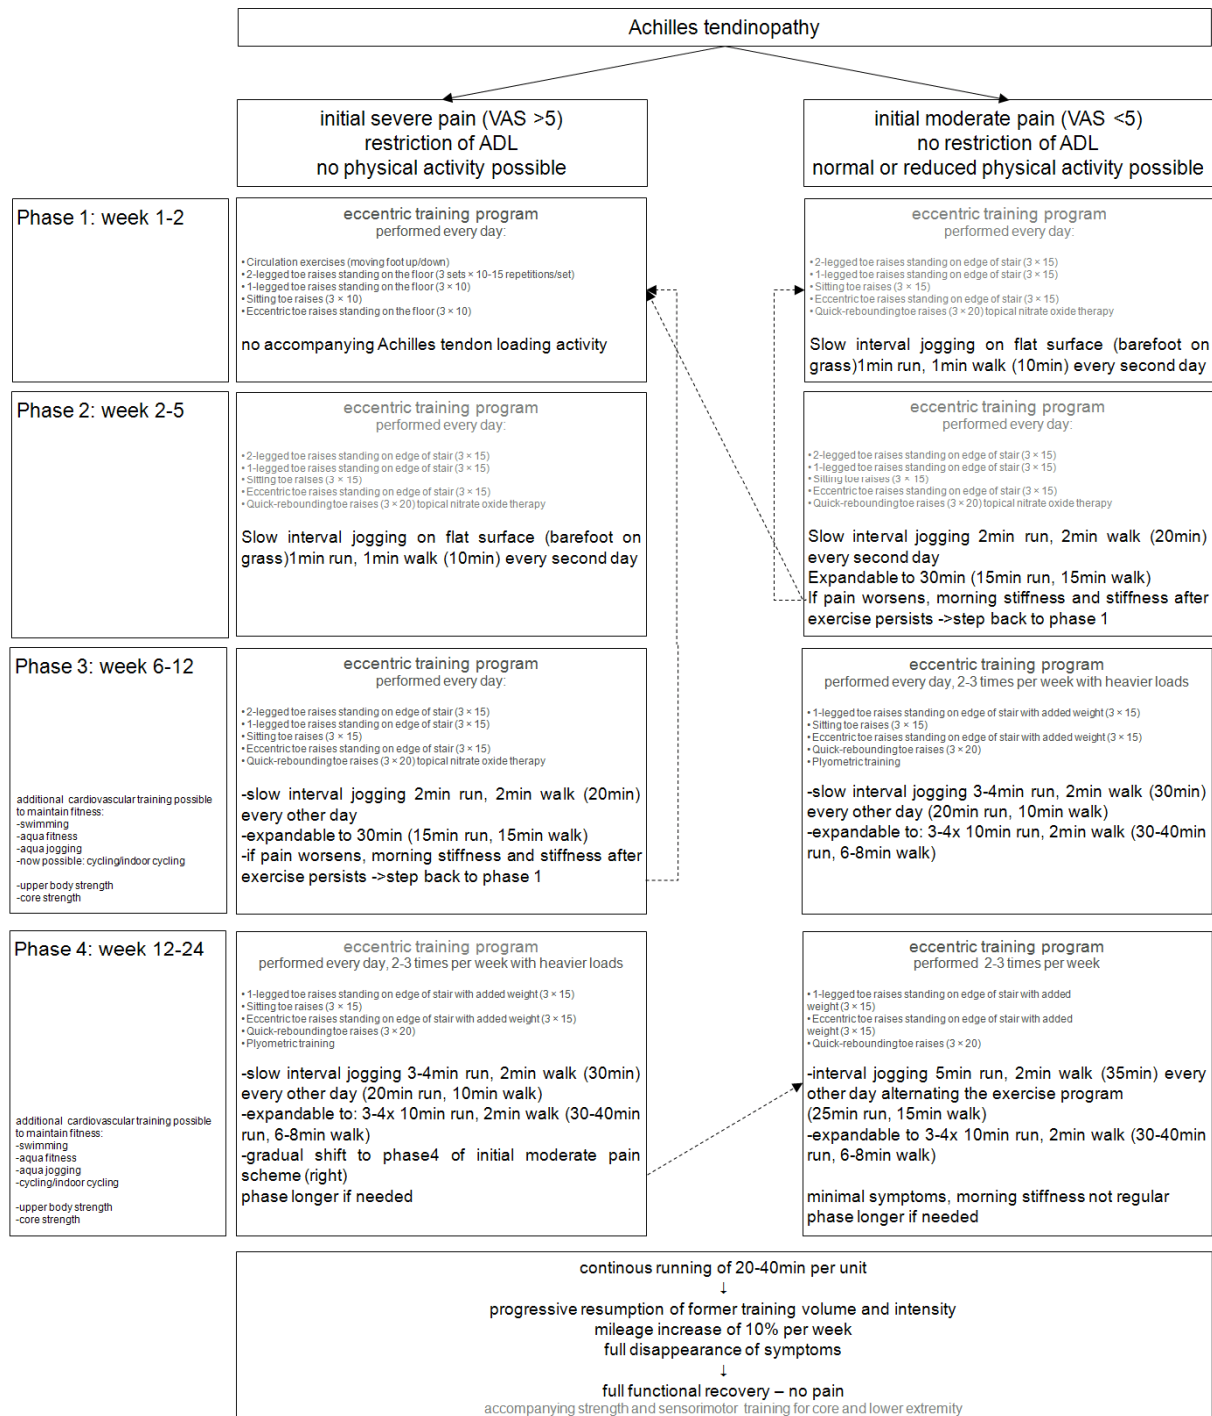 Achilles tendinopathy
initial severe pain (VAS >5)
restriction of ADL
no physical activity possible
initial moderate pain (VAS <5)
no restriction of ADL
normal or reduced physical activity possible
Phase 1: week 1-2
eccentric training program
performed every day:
• Circulation exercises (moving foot up/down)
• 2-legged toe raises standing on the floor (3 sets × 10-15 repetitions/set)
• 1-legged toe raises standing on the floor (3 × 10)
• Sitting toe raises (3 × 10)
• Eccentric toe raises standing on the floor (3 × 10)
no accompanying Achilles tendon loading activity
eccentric training program
performed every day:
• 2-legged toe raises standing on edge of stair (3 × 15)
• 1-legged toe raises standing on edge of stair (3 × 15)
• Sitting toe raises (3 × 15)
• Eccentric toe raises standing on edge of stair (3 × 15)
• Quick-rebounding toe raises (3 × 20) topical nitrate oxide therapy
Slow interval jogging on flat surface (barefoot on
grass)1min run, 1min walk (10min) every second day
Phase 2: week 2-5
eccentric training program
performed every day:
• 2-legged toe raises standing on edge of stair (3 × 15)
• 1-legged toe raises standing on edge of stair (3 × 15)
• Sitting toe raises (3 × 15)
• Eccentric toe raises standing on edge of stair (3 × 15)
• Quick-rebounding toe raises (3 × 20) topical nitrate oxide therapy
Slow interval jogging on flat surface (barefoot on
grass)1min run, 1min walk (10min) every second day
eccentric training program
performed every day:
• 2-legged toe raises standing on edge of stair (3 × 15)
• 1-legged toe raises standing on edge of stair (3 × 15)
• Sitting toe raises (3 × 15)
• Eccentric toe raises standing on edge of stair (3 × 15)
• Quick-rebounding toe raises (3 × 20) topical nitrate oxide therapy
Slow interval jogging 2min run, 2min walk (20min)
every second day
Expandable to 30min (15min run, 15min walk)
If pain worsens, morning stiffness and stiffness after
exercise persists ->step back to phase 1
Phase 3: week 6-12
additional cardiovascular training possible
to maintain fitness:
-swimming
-aqua fitness
-aqua jogging
-now possible: cycling/indoor cycling
-upper body strength
-core strength
eccentric training program
performed every day:
• 2-legged toe raises standing on edge of stair (3 × 15)
• 1-legged toe raises standing on edge of stair (3 × 15)
• Sitting toe raises (3 × 15)
• Eccentric toe raises standing on edge of stair (3 × 15)
• Quick-rebounding toe raises (3 × 20) topical nitrate oxide therapy
-slow interval jogging 2min run, 2min walk (20min)
every other day
-expandable to 30min (15min run, 15min walk)
-if pain worsens, morning stiffness and stiffness after
exercise persists ->step back to phase 1
eccentric training program
performed every day, 2-3 times per week with heavier loads
• 1-legged toe raises standing on edge of stair with added weight (3 × 15)
• Sitting toe raises (3 × 15)
• Eccentric toe raises standing on edge of stair with added weight (3 × 15)
• Quick-rebounding toe raises (3 × 20)
• Plyometric training
-slow interval jogging 3-4min run, 2min walk (30min)
every other day (20min run, 10min walk)
-expandable to: 3-4x 10min run, 2min walk (30-40min
run, 6-8min walk)
Phase 4: week 12-24
additional cardiovascular training possible
to maintain fitness:
-swimming
-aqua fitness
-aqua jogging
-cycling/indoor cycling
-upper body strength
-core strength
eccentric training program
performed every day, 2-3 times per week with heavier loads
• 1-legged toe raises standing on edge of stair with added weight (3 × 15)
• Sitting toe raises (3 × 15)
• Eccentric toe raises standing on edge of stair with added weight (3 × 15)
• Quick-rebounding toe raises (3 × 20)
• Plyometric training
-slow interval jogging 3-4min run, 2min walk (30min)
every other day (20min run, 10min walk)
-expandable to: 3-4x 10min run, 2min walk (30-40min
run, 6-8min walk)
-gradual shift to phase4 of initial moderate pain
scheme (right)
phase longer if needed
eccentric training program
performed 2-3 times per week
• 1-legged toe raises standing on edge of stair with added
weight (3 × 15)
• Eccentric toe raises standing on edge of stair with added
weight (3 × 15)
• Quick-rebounding toe raises (3 × 20)
-interval jogging 5min run, 2min walk (35min) every
other day alternating the exercise program
(25min run, 15min walk)
-expandable to 3-4x 10min run, 2min walk (30-40min
run, 6-8min walk)
minimal symptoms, morning stiffness not regular
phase longer if needed
continous running of 20-40min per unit
↓
progressive resumption of former training volume and intensity
mileage increase of 10% per week
full disappearance of symptoms
↓
full functional recovery – no pain
accompanying strength and sensorimotor training for core and lower extremity